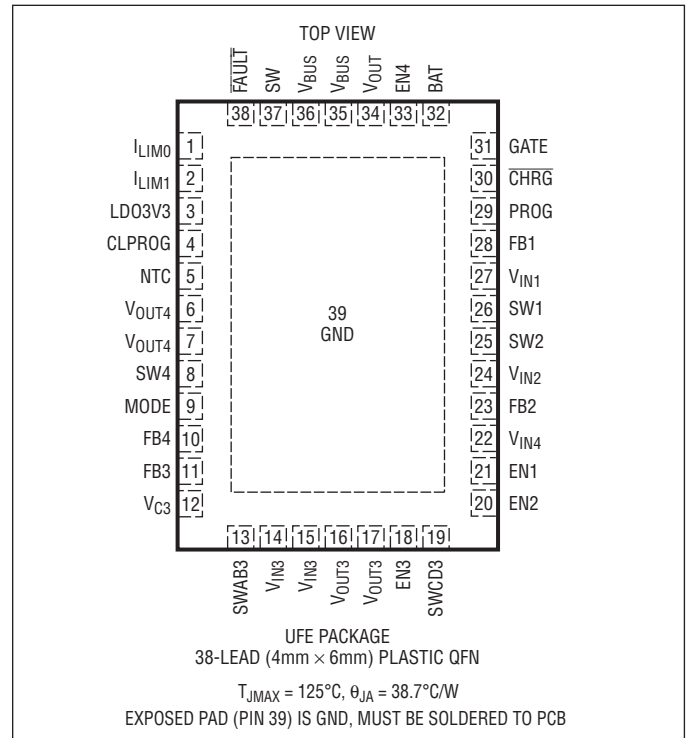 TOP VIEW
FAULT SW VBUS VBUS VOUT EN4 BAT
38 37 36 35 34 33 32
ILIM0 1
ILIM1 2
LDO3V3 3
CLPROG 4
NTC 5
VOUT4 6
VOUT4 7
SW4 8
MODE 9
FB4 10
FB3 11
VC3 12
39
GND
31 GATE
30 CHRG
29 PROG
28 FB1
27 VIN1
26 SW1
25 SW2
24 VIN2
23 FB2
22 VIN4
21 EN1
20 EN2
13 14 15 16 17 18 19
SWAB3 VIN3 VIN3 VOUT3 VOUT3 EN3 SWCD3
UFE PACKAGE
38-LEAD (4mm × 6mm) PLASTIC QFN
TJMAX = 125°C, θJA = 38.7°C/W
EXPOSED PAD (PIN 39) IS GND, MUST BE SOLDERED TO PCB